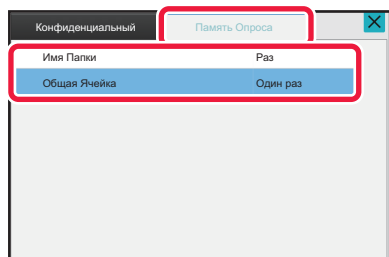 Конфиденциальный Память Опроса
Имя Папки Раз
Общая Ячейка Один раз